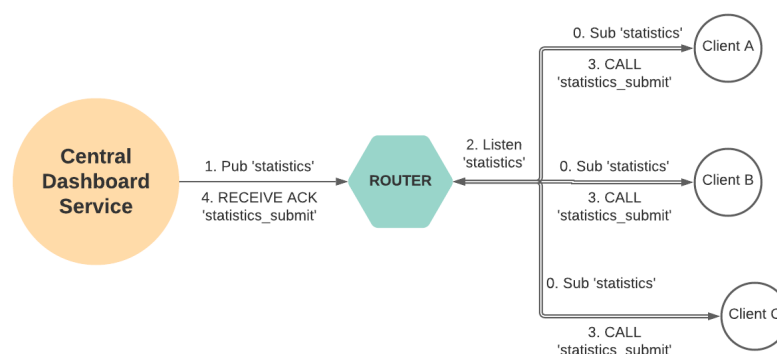 0. Sub 'statistics'
Client A
3. CALL
'statistics_submit'
Central
Dashboard
Service
1. Pub 'statistics'
4. RECEIVE ACK
'statistics_submit'
ROUTER
2. Listen
'statistics'
0. Sub 'statistics'
Client B
3. CALL
'statistics_submit'
0. Sub 'statistics'
Client C
3. CALL
'statistics_submit'